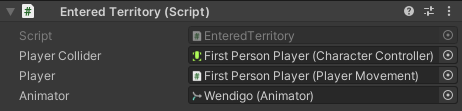 Entered Territory (Script)
Script # EnteredTerritory
Player Collider First Person Player (Character Controller)
Player # First Person Player (Player Movement)
Animator Wendigo (Animator)